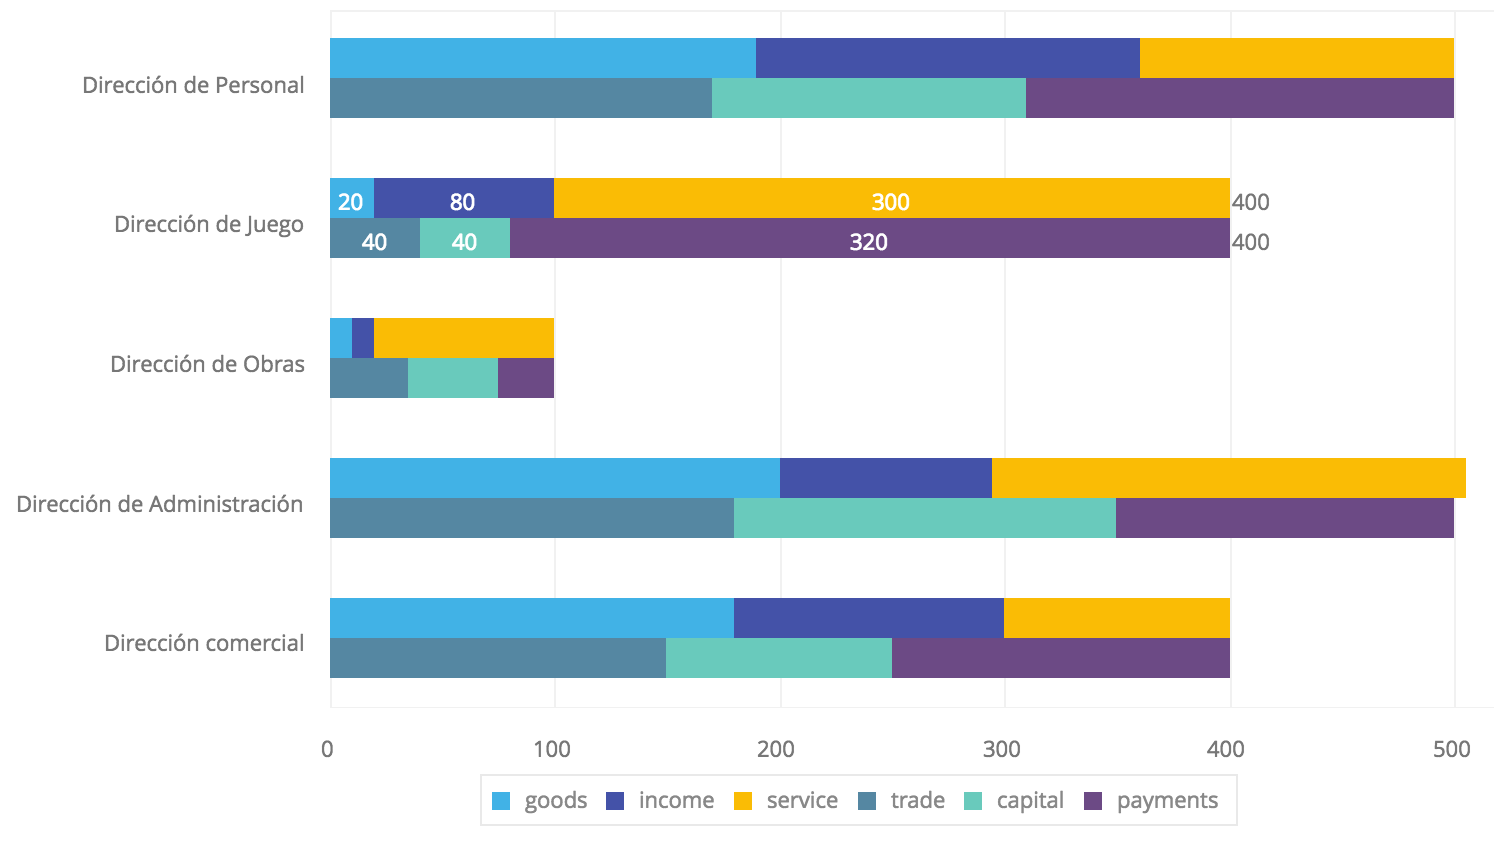 Dirección de Personal
Dirección de Juego
20 80 300 400
40 40 320 400
Dirección de Obras
Dirección de Administración
Dirección comercial
0 100 200 300 400 500
goods income service trade capital payments